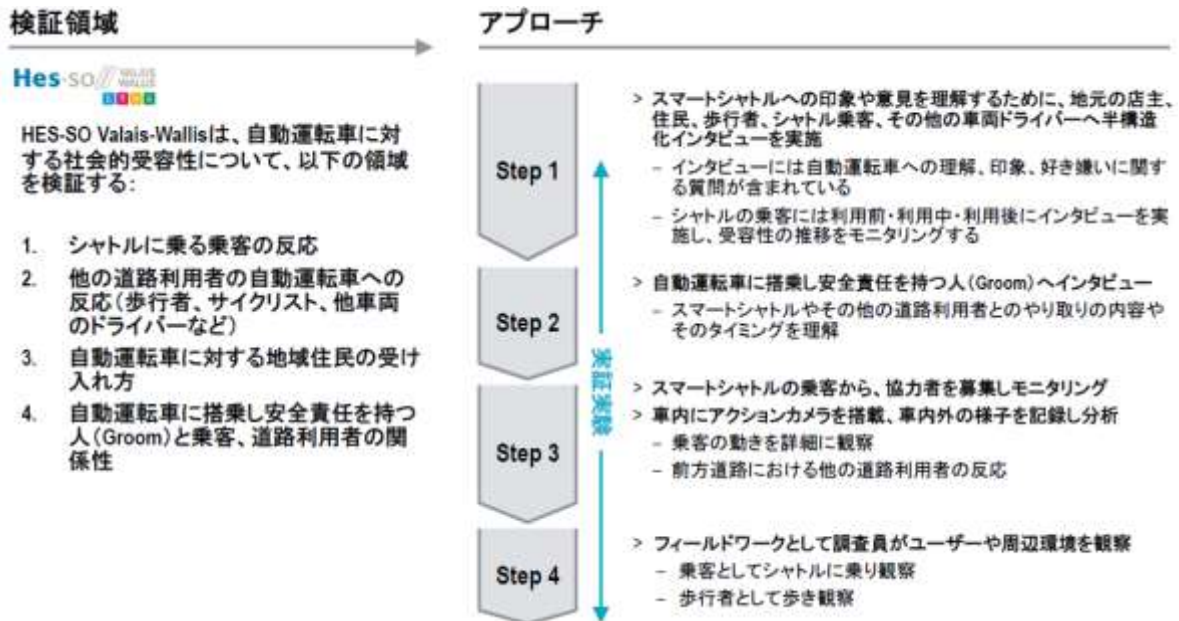 検証領域
Hes·so VALAIS
WALLIS
HES-SO Valais-Wallisは、自動運転車に対
する社会的受容性について、以下の領域
を検証する:
1. シャトルに乗る乗客の反応
2. 他の道路利用者の自動運転車への
反応(歩行者、サイクリスト、他車両
のドライバーなど)
3. 自動運転車に対する地域住民の受け
入れ方
4. 自動運転車に搭乗し安全責任を持つ
人(Groom)と乗客、道路利用者の関
係性
アプローチ
実証実験
Step 1
> スマートシャトルへの印象や意見を理解するために、地元の店主、
住民、歩行者、シャトル乗客、その他の車両ドライバーへ半構造
化インタビューを実施
– インタビューには自動運転車への理解、印象、好き嫌いに関す
る質問が含まれている
– シャトルの乗客には利用前・利用中・利用後にインタビューを実
施し、受容性の推移をモニタリングする
Step 2
> 自動運転車に搭乗し安全責任を持つ人(Groom)へインタビュー
– スマートシャトルやその他の道路利用者とのやり取りの内容や
そのタイミングを理解
Step 3
> スマートシャトルの乗客から、協力者を募集しモニタリング
> 車内にアクションカメラを搭載、車内外の様子を記録し分析
– 乗客の動きを詳細に観察
– 前方道路における他の道路利用者の反応
Step 4
> フィールドワークとして調査員がユーザーや周辺環境を観察
– 乗客としてシャトルに乗り観察
– 歩行者として歩き観察